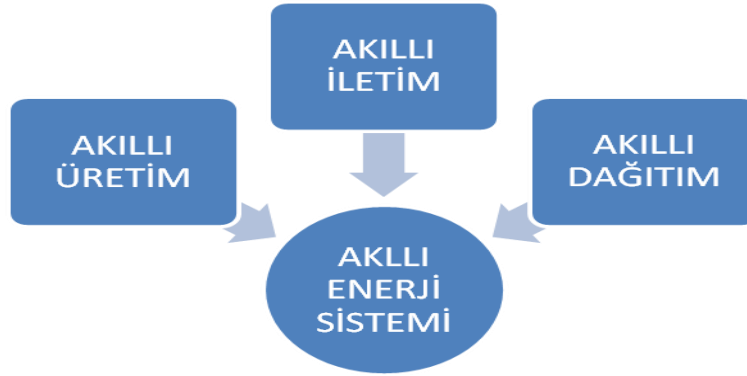 AKILLI
İLETİM
AKILLI
ÜRETİM
AKILLI
DAĞITIM
AKLLI
ENERJİ
SİSTEMİ